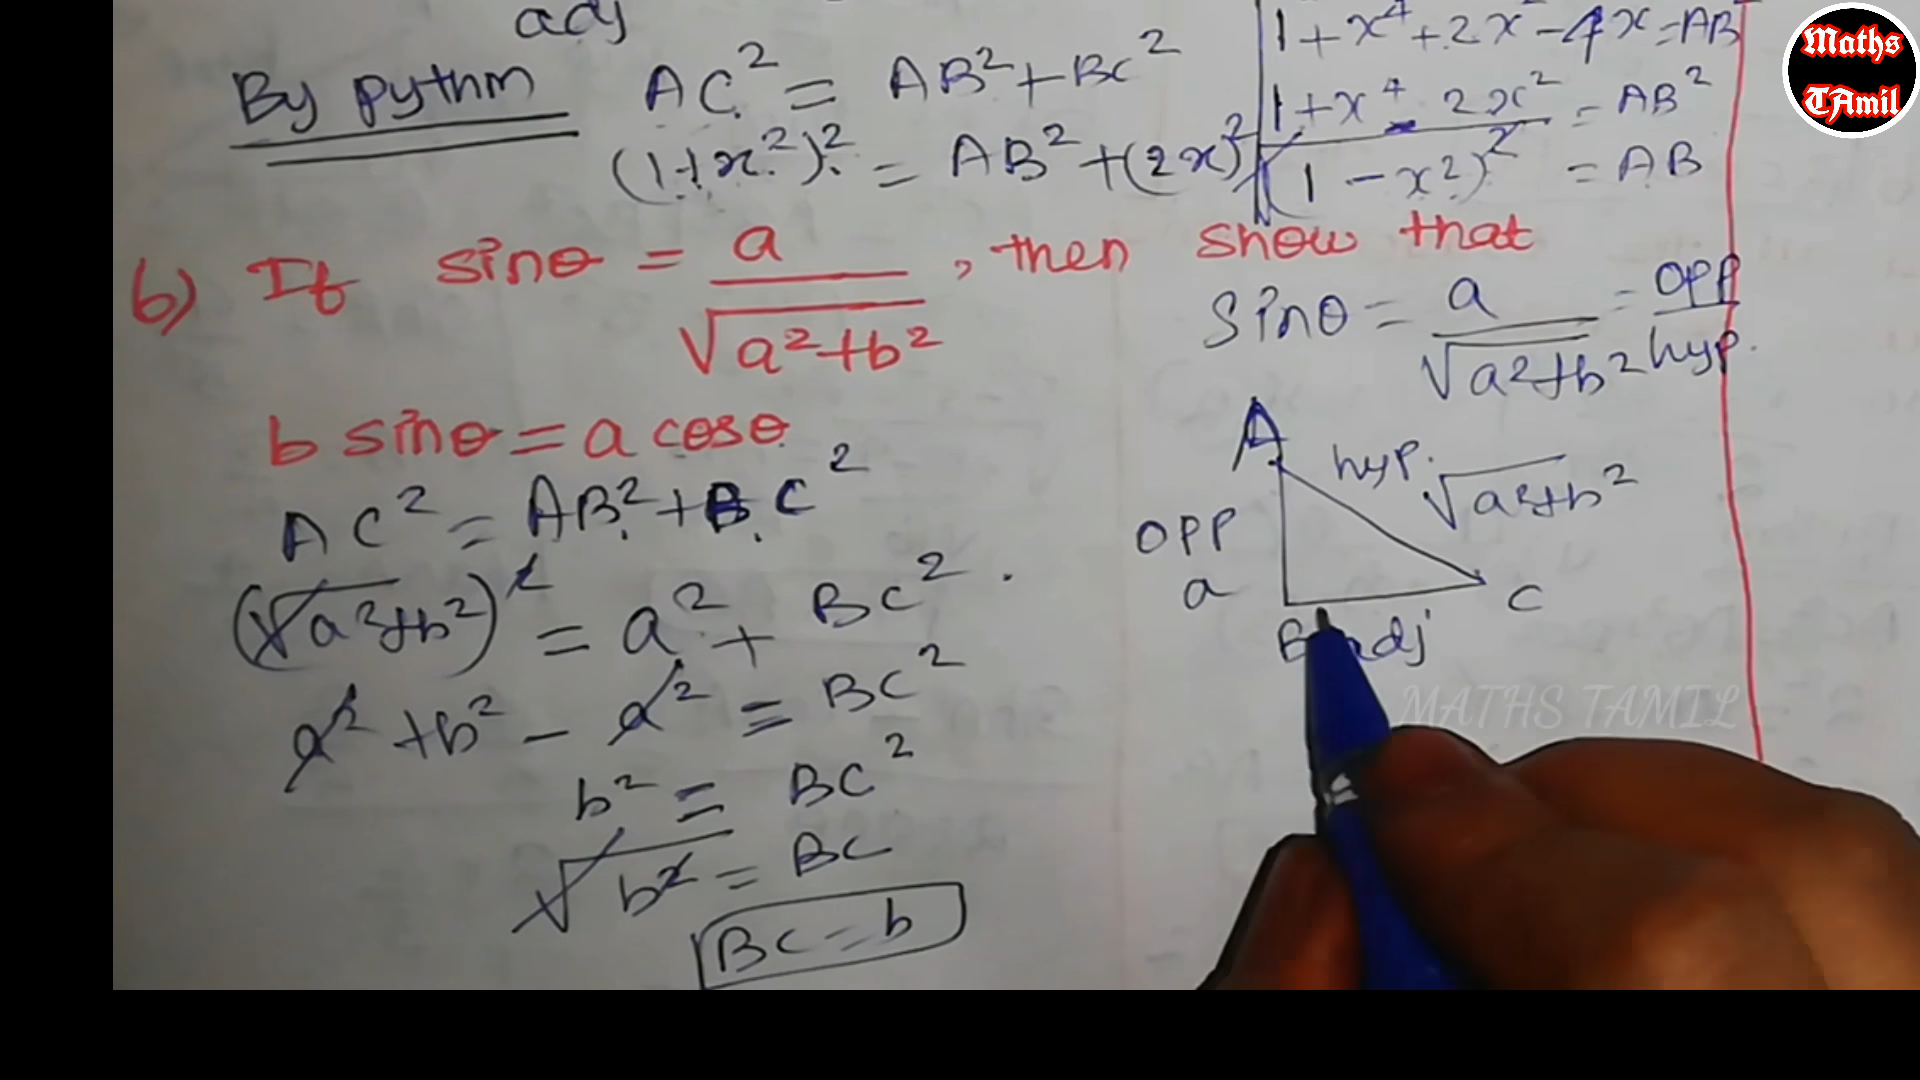 adj
By pythm AC² = AB² + BC²
(1+x²)² = AB² + (2x)²
1+x⁴+2x²-4x=AB²
1+x⁴-2x² = AB²
(1-x²)² = AB
b) If sinθ = a/√a²+b², then show that
b sinθ = a cosθ
Sinθ = a/√a²+b² = opp/hyp.
AC² = AB² + BC²
(√a²+b²)² = a² + BC².
a² + b² - a² = BC²
b² = BC²
√b² = BC
BC = b
A
hyp. √a²+b²
opp
a
C
B adj
MATHS TAMIL
Maths
TAmil